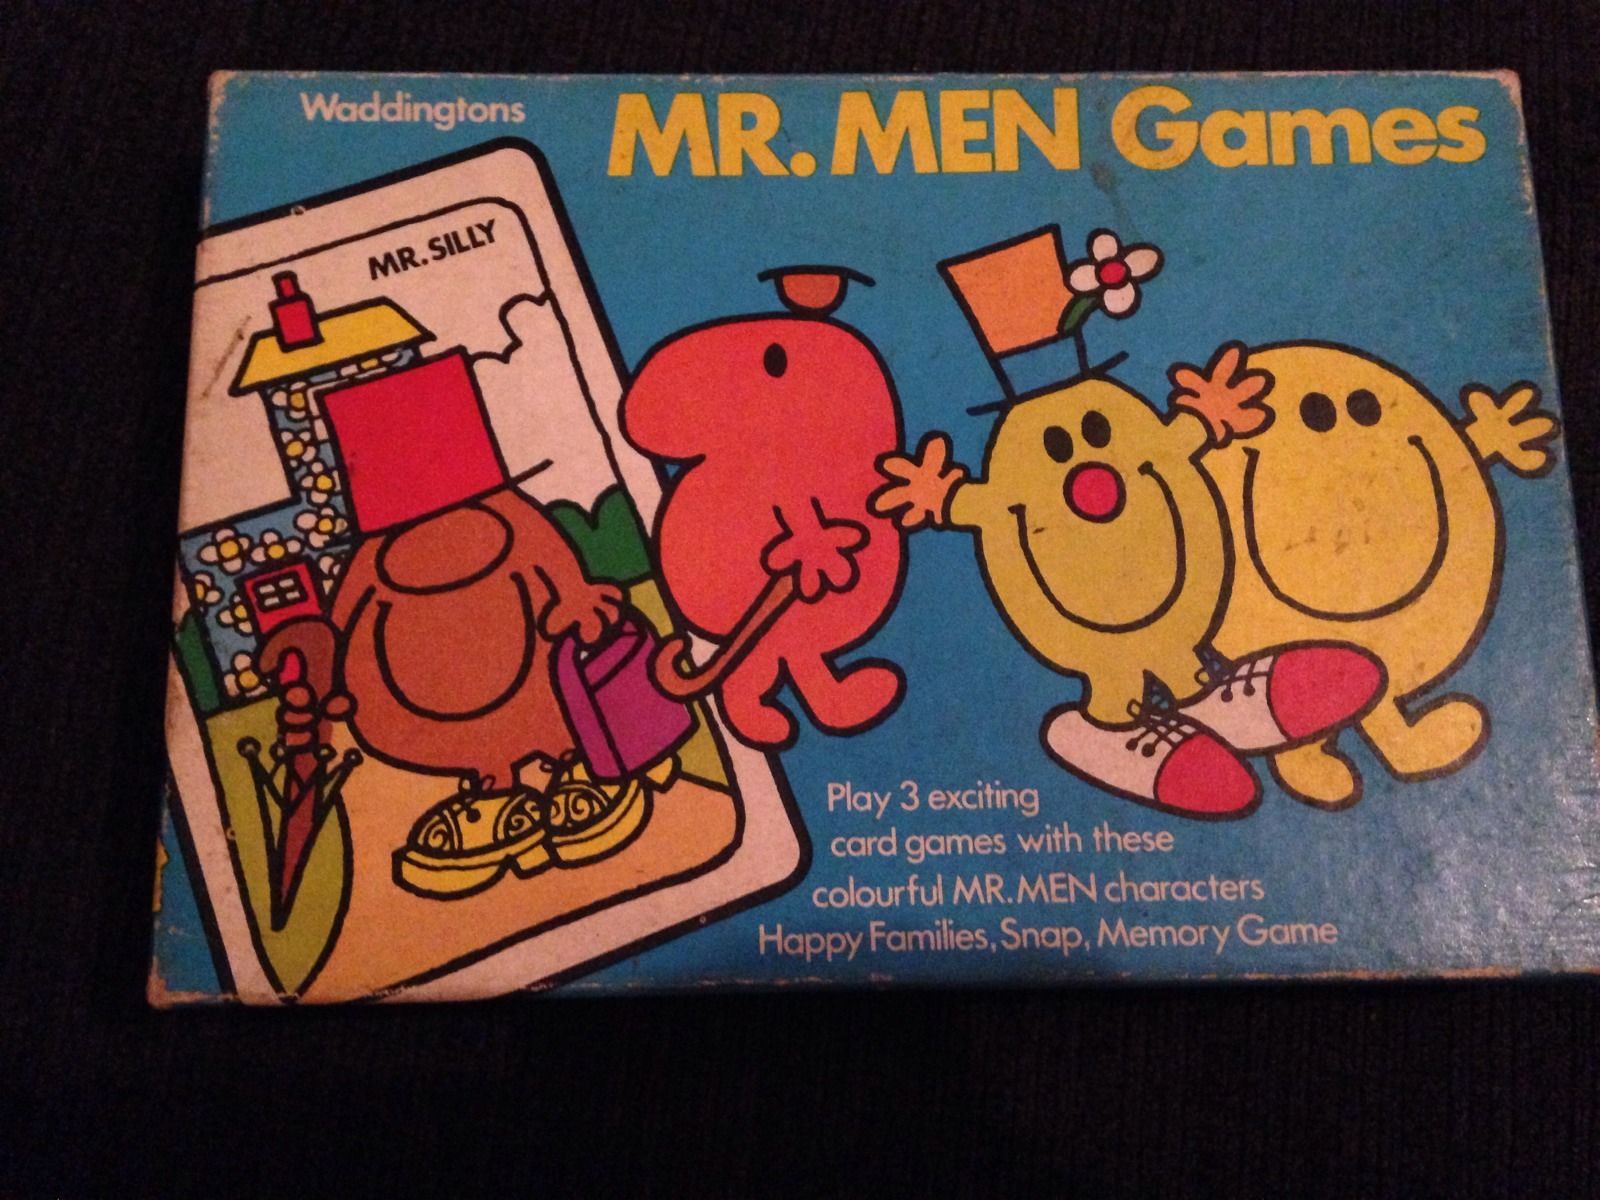 Waddingtons
MR. MEN Games
MR. SILLY
Play 3 exciting
card games with these
colourful MR. MEN characters
Happy Families, Snap, Memory Game